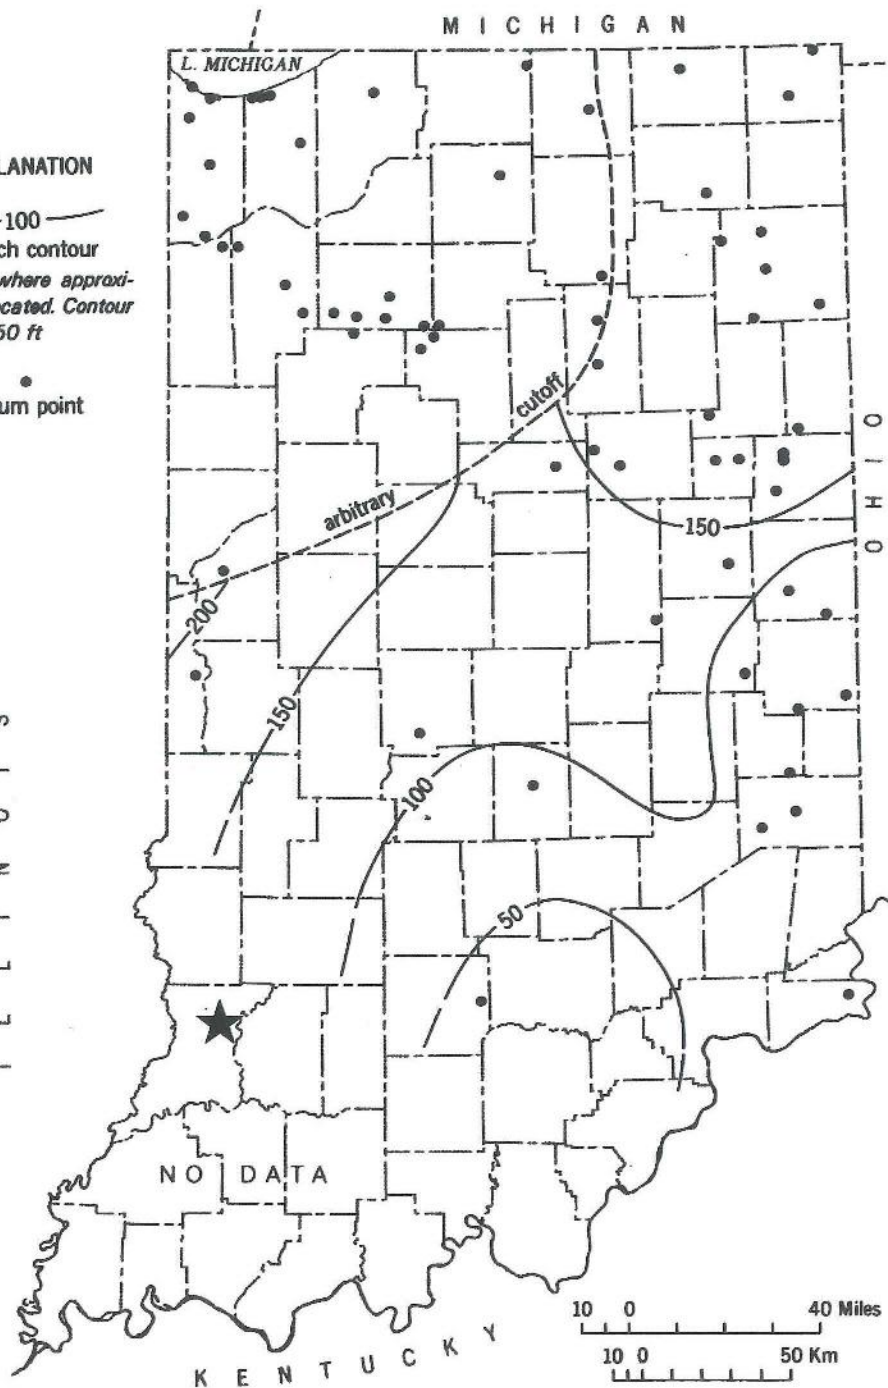 MICHIGAN
L. MICHIGAN
LANATION
100
ch contour
where approxi-
cated. Contour
50 ft
um point
cutoff
arbitrary
OHIO
150
200
150
100
50
NO DATA
KENTUCKY
10 0 40 Miles
10 0 50 Km